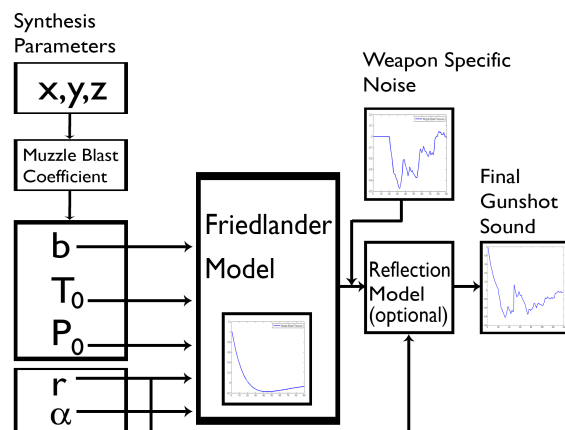 Synthesis
Parameters
x,y,z
Muzzle Blast
Coefficient
b
T0
P0
r
α
Friedlander
Model
Weapon Specific
Noise
Reflection
Model
(optional)
Final
Gunshot
Sound